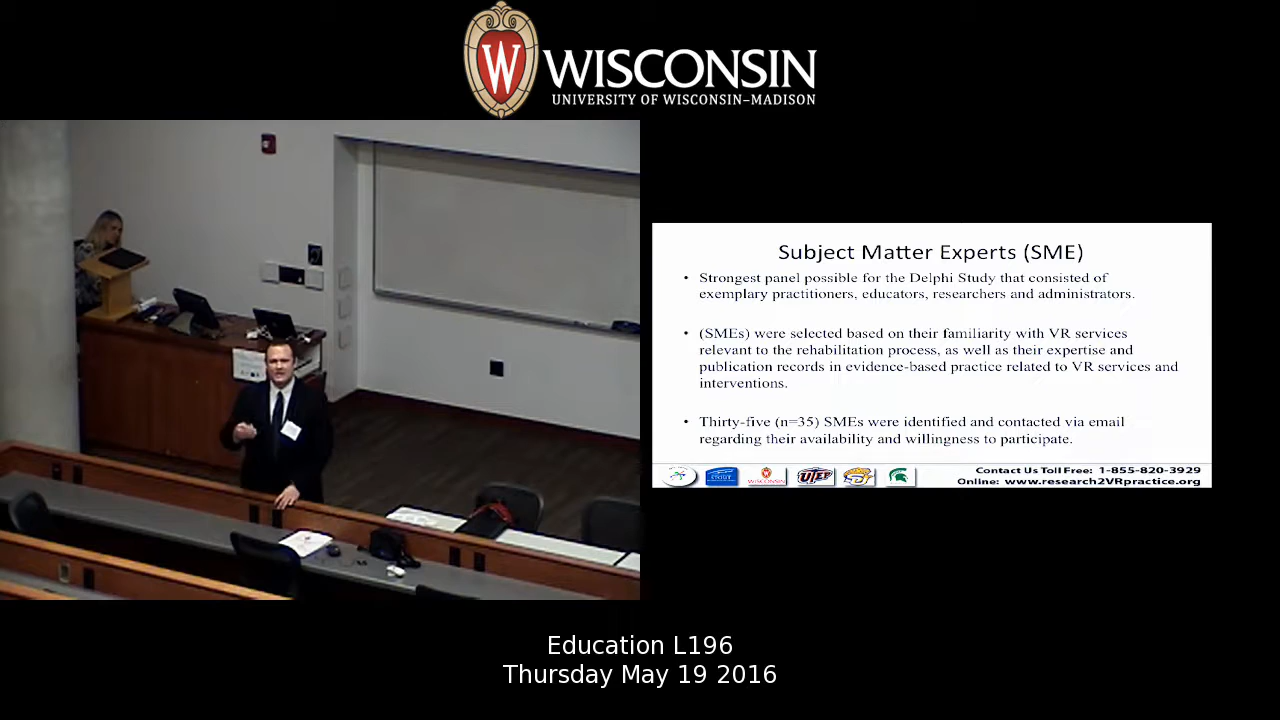 W
WISCONSIN
UNIVERSITY OF WISCONSIN–MADISON
Subject Matter Experts (SME)
• Strongest panel possible for the Delphi Study that consisted of
exemplary practitioners, educators, researchers and administrators.
• (SMEs) were selected based on their familiarity with VR services
relevant to the rehabilitation process, as well as their expertise and
publication records in evidence-based practice related to VR services and
interventions.
• Thirty-five (n=35) SMEs were identified and contacted via email
regarding their availability and willingness to participate.
STOUT
WISCONSIN
UTEP
Contact Us Toll Free: 1-855-820-3929
Online: www.research2VRpractice.org
Education L196
Thursday May 19 2016